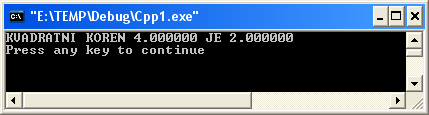 "E:\TEMP\Debug\Cpp1.exe"
KVADRATNI KOREN 4.000000 JE 2.000000
Press any key to continue